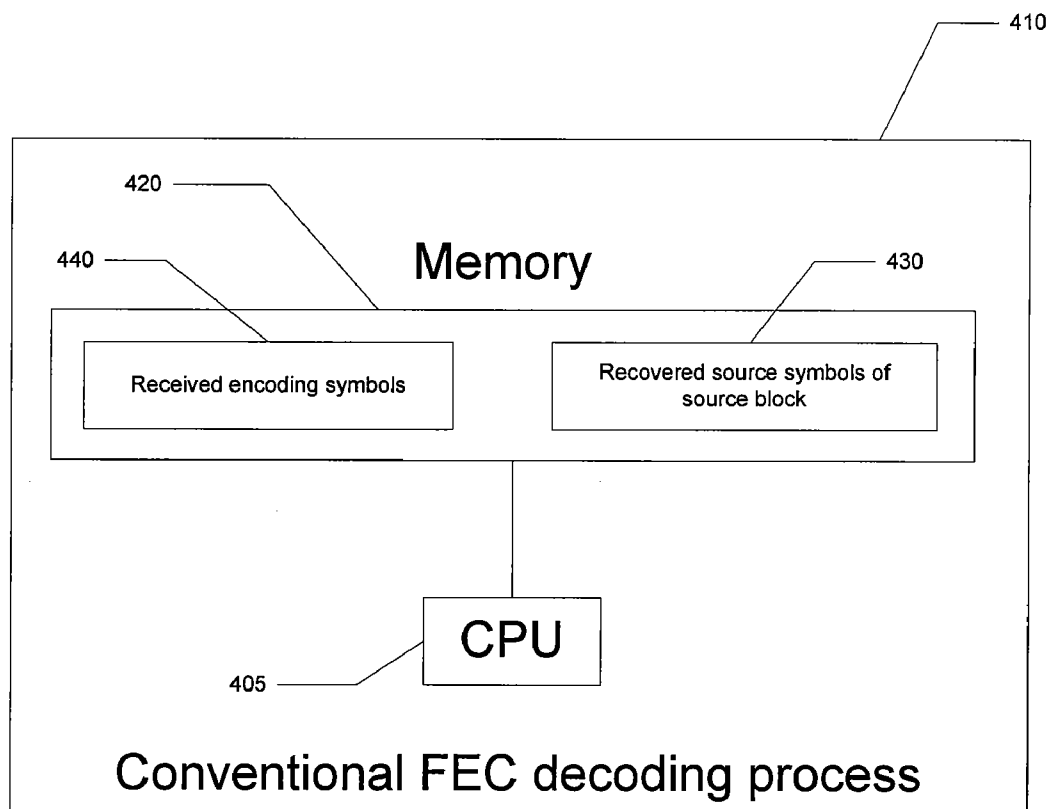 410
420
Memory
440
430
Received encoding symbols
Recovered source symbols of
source block
CPU
405
Conventional FEC decoding process